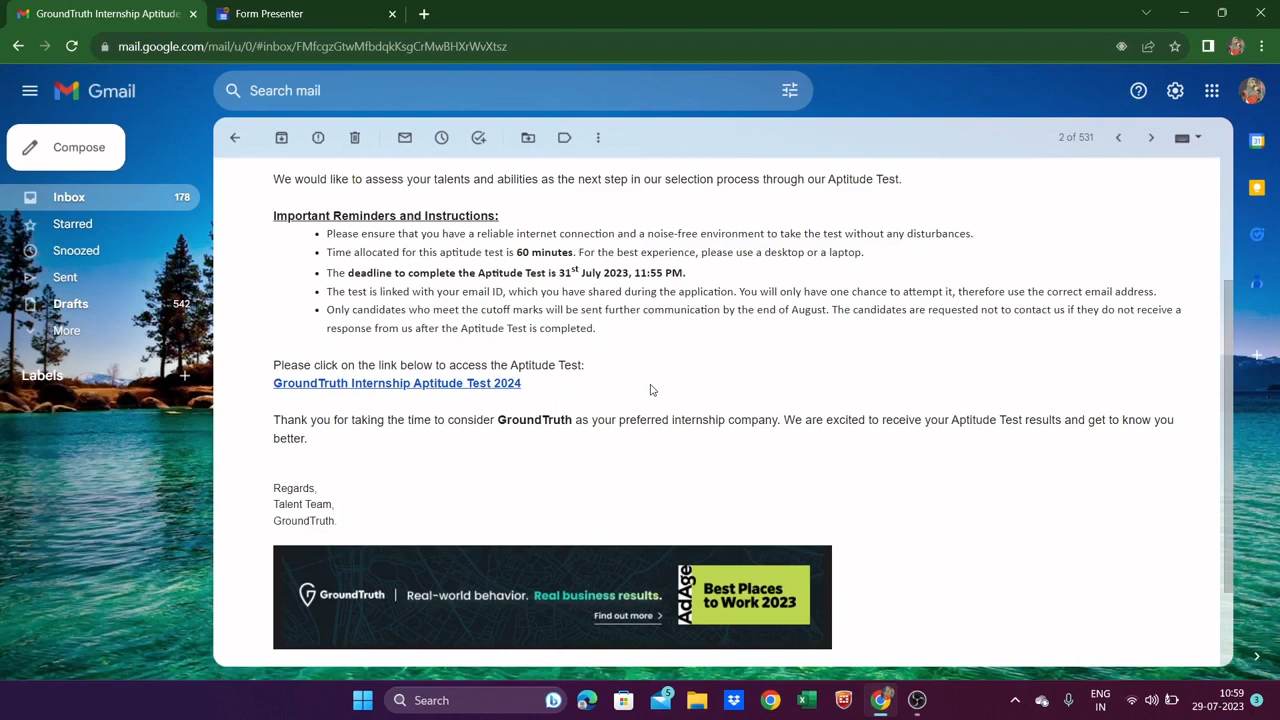 GroundTruth Internship Aptitude
Form Presenter
mail.google.com/mail/u/0/#inbox/FMfcgzGtwMfbdqkKsgCrMwBHXrWvXtsz
Gmail
Search mail
Compose
2 of 531
Inbox 178
Starred
Snoozed
Sent
Drafts 542
More
Labels
We would like to assess your talents and abilities as the next step in our selection process through our Aptitude Test.
Important Reminders and Instructions:
• Please ensure that you have a reliable internet connection and a noise-free environment to take the test without any disturbances.
• Time allocated for this aptitude test is 60 minutes. For the best experience, please use a desktop or a laptop.
• The deadline to complete the Aptitude Test is 31st July 2023, 11:55 PM.
• The test is linked with your email ID, which you have shared during the application. You will only have one chance to attempt it, therefore use the correct email address.
• Only candidates who meet the cutoff marks will be sent further communication by the end of August. The candidates are requested not to contact us if they do not receive a
response from us after the Aptitude Test is completed.
Please click on the link below to access the Aptitude Test:
GroundTruth Internship Aptitude Test 2024
Thank you for taking the time to consider GroundTruth as your preferred internship company. We are excited to receive your Aptitude Test results and get to know you
better.
Regards,
Talent Team,
GroundTruth.
GroundTruth | Real-world behavior. Real business results.
Find out more >
AdAge
Best Places
to Work 2023
31
Search
5
ENG
IN
10:59
29-07-2023
3